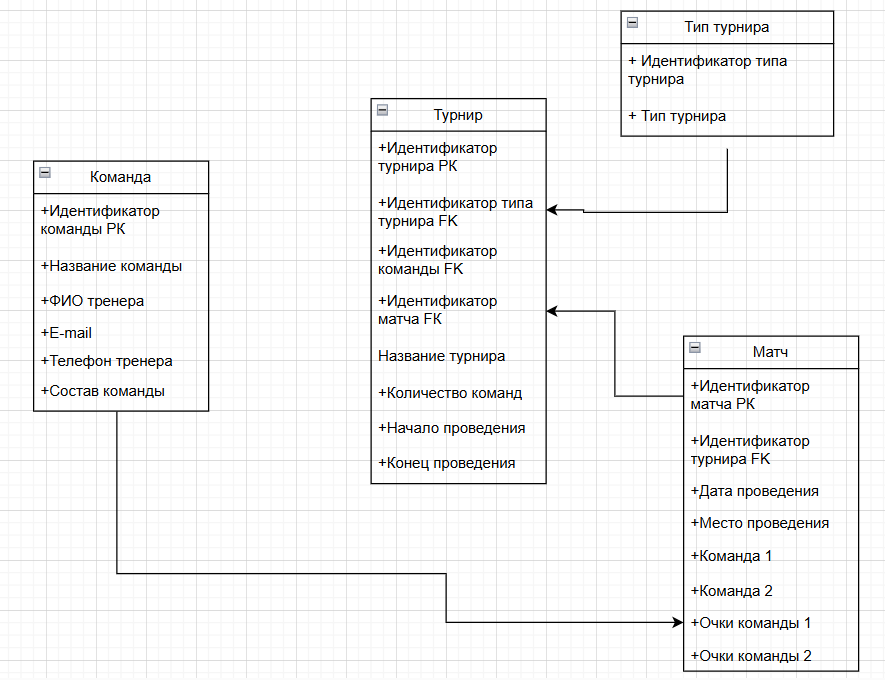 Тип турнира
+ Идентификатор типа
турнира
+ Тип турнира
Турнир
+Идентификатор
турнира PK
+Идентификатор типа
турнира FK
+Идентификатор
команды FK
+Идентификатор
матча FK
Название турнира
+Количество команд
+Начало проведения
+Конец проведения
Команда
+Идентификатор
команды PK
+Название команды
+ФИО тренера
+E-mail
+Телефон тренера
+Состав команды
Матч
+Идентификатор
матча PK
+Идентификатор
турнира FK
+Дата проведения
+Место проведения
+Команда 1
+Команда 2
+Очки команды 1
+Очки команды 2